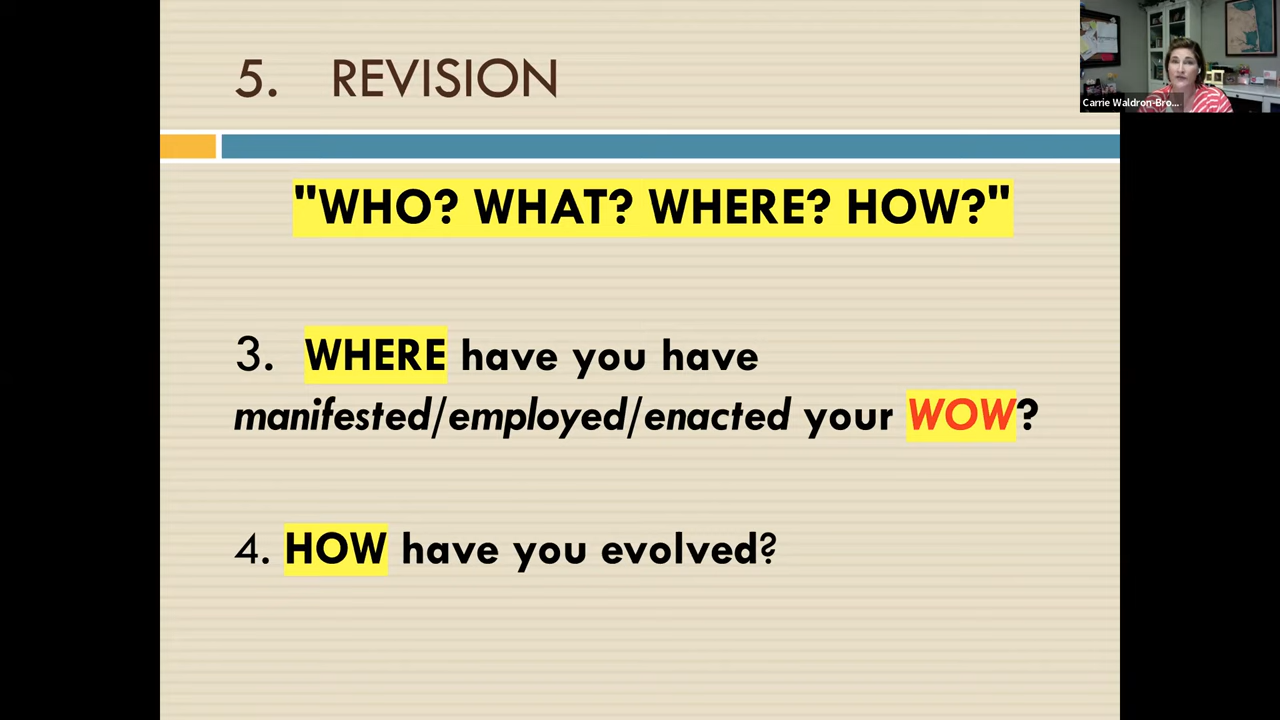 5. REVISION
Carrie Waldron-Bro...
"WHO? WHAT? WHERE? HOW?"
3. WHERE have you have
manifested/employed/enacted your WOW?
4. HOW have you evolved?